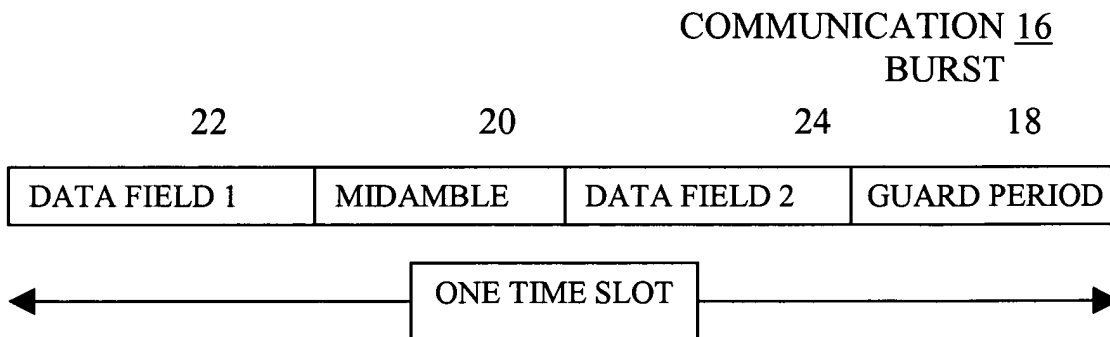 COMMUNICATION 16
BURST
22 20 24 18
DATA FIELD 1 MIDAMBLE DATA FIELD 2 GUARD PERIOD
ONE TIME SLOT